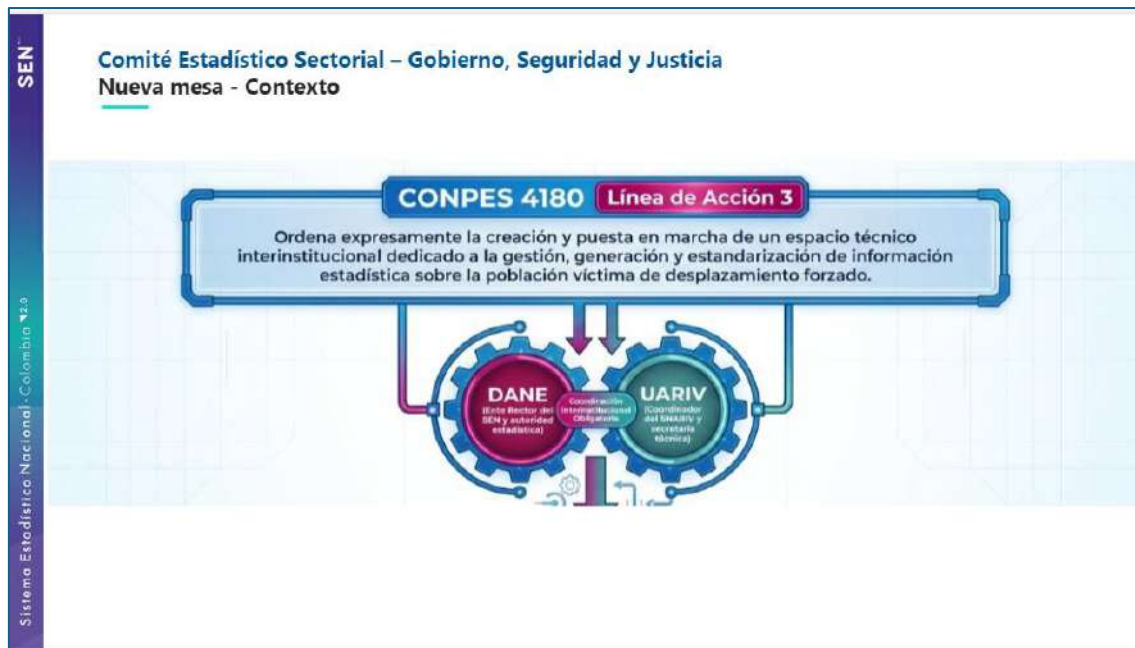 SEN
Comité Estadístico Sectorial – Gobierno, Seguridad y Justicia
Nueva mesa - Contexto
CONPES 4180 Línea de Acción 3
Ordena expresamente la creación y puesta en marcha de un espacio técnico
interinstitucional dedicado a la gestión, generación y estandarización de información
estadística sobre la población víctima de desplazamiento forzado.
DANE
(Ente Rector del
SEN y autoridad
estadística)
Coordinación
Interinstitucional
Obligatoria
UARIV
(Coordinador
del SNARIV y
secretaría
técnica)
Sistema Estadístico Nacional - Colombia 2.0